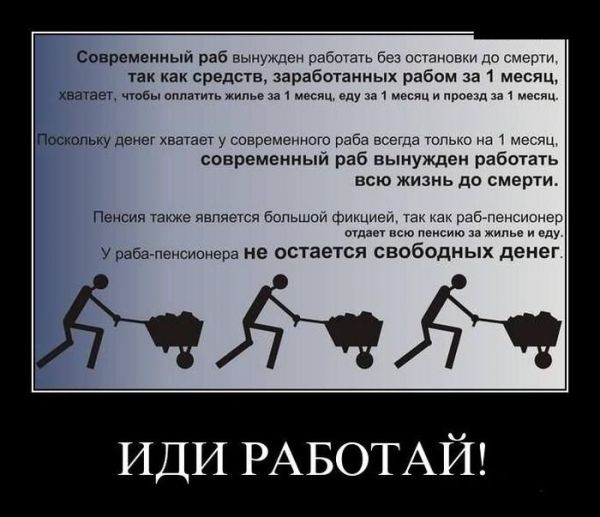 Современный раб вынужден работать без остановки до смерти,
так как средств, заработанных рабом за 1 месяц,
хватает, чтобы оплатить жилье за 1 месяц, еду за 1 месяц и проезд за 1 месяц.
Поскольку денег хватает у современного раба всегда только на 1 месяц,
современный раб вынужден работать
всю жизнь до смерти.
Пенсия также является большой фикцией, так как раб-пенсионер
отдает всю пенсию за жилье и еду.
У раба-пенсионера не остается свободных денег.
ИДИ РАБОТАЙ!